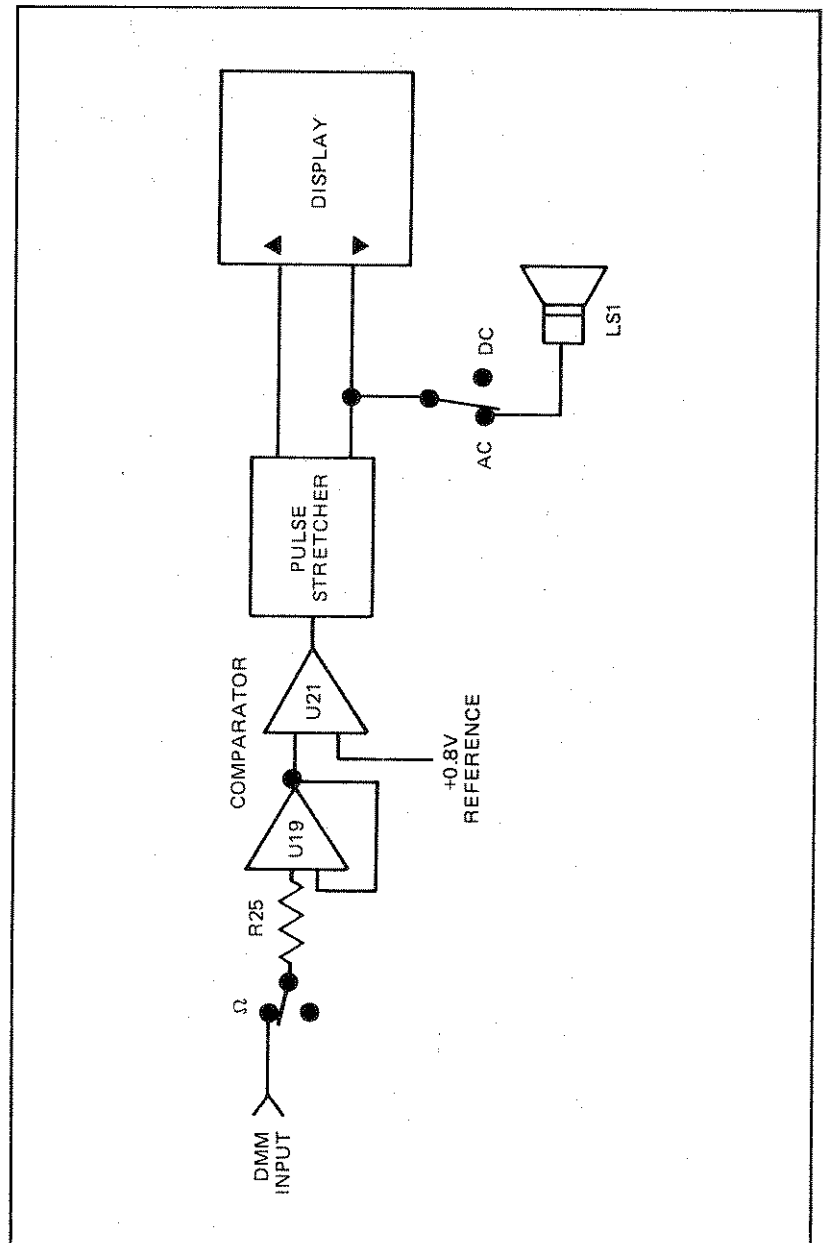 DMM
INPUT
Ω
R25
U19
COMPARATOR
U21
+0.8V
REFERENCE
PULSE
STRETCHER
AC
DC
LS1
DISPLAY